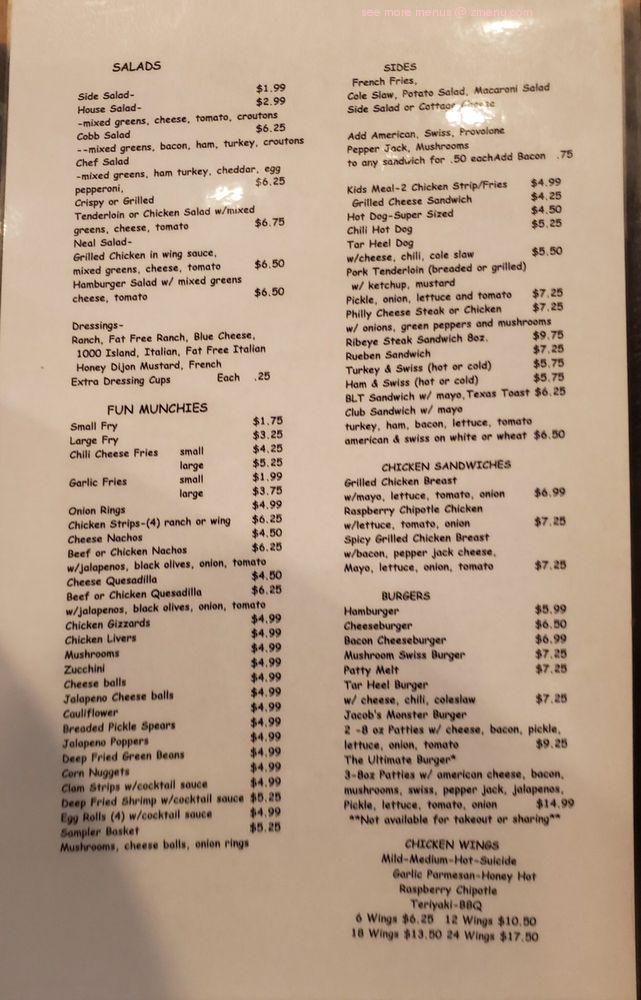 see more menus @ zmenu.com
SALADS
Side Salad- $1.99
House Salad- $2.99
-mixed greens, cheese, tomato, croutons
Cobb Salad $6.25
--mixed greens, bacon, ham, turkey, croutons
Chef Salad
-mixed greens, ham turkey, cheddar, egg
pepperoni, $6.25
Crispy or Grilled
Tenderloin or Chicken Salad w/mixed
greens, cheese, tomato $6.75
Neal Salad-
Grilled Chicken in wing sauce,
mixed greens, cheese, tomato $6.50
Hamburger Salad w/ mixed greens
cheese, tomato $6.50
Dressings-
Ranch, Fat Free Ranch, Blue Cheese,
1000 Island, Italian, Fat Free Italian
Honey Dijon Mustard, French
Extra Dressing Cups Each .25
FUN MUNCHIES
Small Fry $1.75
Large Fry $3.25
Chili Cheese Fries small $4.25
large $5.25
Garlic Fries small $1.99
large $3.75
Onion Rings $4.99
Chicken Strips-(4) ranch or wing $6.25
Cheese Nachos $4.50
Beef or Chicken Nachos $6.25
w/jalapenos, black olives, onion, tomato
Cheese Quesadilla $4.50
Beef or Chicken Quesadilla $6.25
w/jalapenos, black olives, onion, tomato
Chicken Gizzards $4.99
Chicken Livers $4.99
Mushrooms $4.99
Zucchini $4.99
Cheese balls $4.99
Jalapeno Cheese balls $4.99
Cauliflower $4.99
Breaded Pickle Spears $4.99
Jalapeno Poppers $4.99
Deep Fried Green Beans $4.99
Corn Nuggets $4.99
Clam Strips w/cocktail sauce $4.99
Deep Fried Shrimp w/cocktail sauce $5.25
Egg Rolls (4) w/cocktail sauce $4.99
Sampler Basket $5.25
Mushrooms, cheese balls, onion rings
SIDES
French Fries,
Cole Slaw, Potato Salad, Macaroni Salad
Side Salad or Cottage Cheese
Add American, Swiss, Provolone
Pepper Jack, Mushrooms
to any sandwich for .50 eachAdd Bacon .75
Kids Meal-2 Chicken Strip/Fries $4.99
Grilled Cheese Sandwich $4.25
Hot Dog-Super Sized $4.50
Chili Hot Dog $5.25
Tar Heel Dog
w/cheese, chili, cole slaw $5.50
Pork Tenderloin (breaded or grilled)
w/ ketchup, mustard
Pickle, onion, lettuce and tomato $7.25
Philly Cheese Steak or Chicken $7.25
w/ onions, green peppers and mushrooms
Ribeye Steak Sandwich 8oz. $9.75
Rueben Sandwich $7.25
Turkey & Swiss (hot or cold) $5.75
Ham & Swiss (hot or cold) $5.75
BLT Sandwich w/ mayo,Texas Toast $6.25
Club Sandwich w/ mayo
turkey, ham, bacon, lettuce, tomato
american & swiss on white or wheat $6.50
CHICKEN SANDWICHES
Grilled Chicken Breast
w/mayo, lettuce, tomato, onion $6.99
Raspberry Chipotle Chicken
w/lettuce, tomato, onion $7.25
Spicy Grilled Chicken Breast
w/bacon, pepper jack cheese,
Mayo, lettuce, onion, tomato $7.25
BURGERS
Hamburger $5.99
Cheeseburger $6.50
Bacon Cheeseburger $6.99
Mushroom Swiss Burger $7.25
Patty Melt $7.25
Tar Heel Burger
w/ cheese, chili, coleslaw $7.25
Jacob's Monster Burger
2 -8 oz Patties w/ cheese, bacon, pickle,
lettuce, onion, tomato $9.25
The Ultimate Burger*
3-8oz Patties w/ american cheese, bacon,
mushrooms, swiss, pepper jack, jalapenos,
Pickle, lettuce, tomato, onion $14.99
**Not available for takeout or sharing**
CHICKEN WINGS
Mild-Medium-Hot-Suicide
Garlic Parmesan-Honey Hot
Raspberry Chipotle
Teriyaki-BBQ
6 Wings $6.25 12 Wings $10.50
18 Wings $13.50 24 Wings $17.50